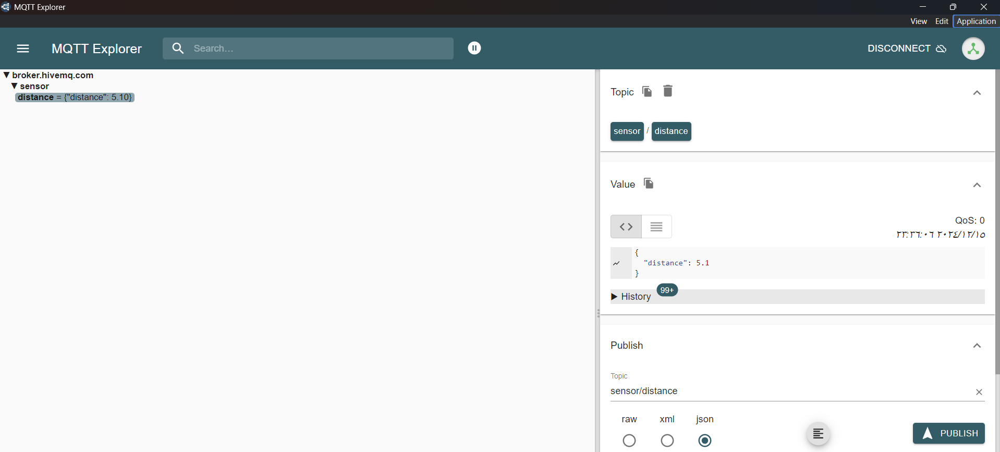 MQTT Explorer
View Edit Application
MQTT Explorer Search... DISCONNECT
broker.hivemq.com
sensor
distance = {"distance": 5.10}
Topic
sensor / distance
Value
QoS: 0
٢٠٢٤/١٢/١٥ ٢٣:٣٦:٠٦
{
"distance": 5.1
}
99+
History
Publish
Topic
sensor/distance
raw xml json
PUBLISH